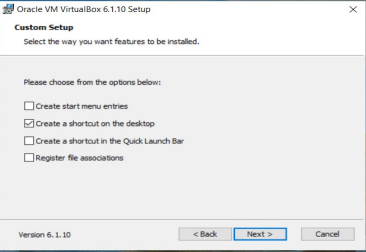 Oracle VM VirtualBox 6.1.10 Setup
Custom Setup
Select the way you want features to be installed.
Please choose from the options below:
Create start menu entries
Create a shortcut on the desktop
Create a shortcut in the Quick Launch Bar
Register file associations
Version 6.1.10
< Back
Next >
Cancel